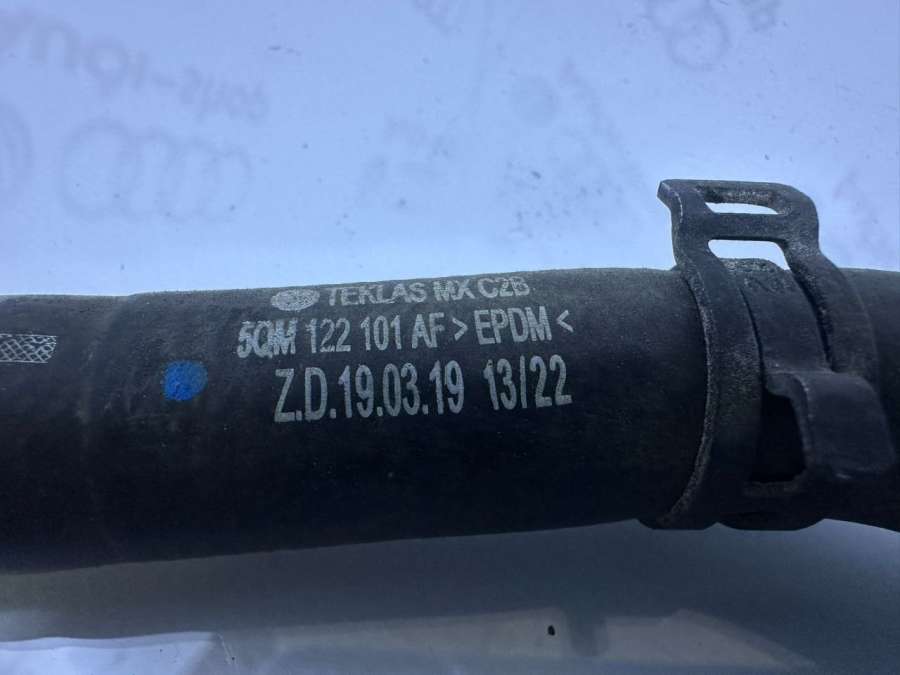 TEKLAS MX C2B
5QM 122 101 AF >EPDM<
Z.D.19.03.19 13/22